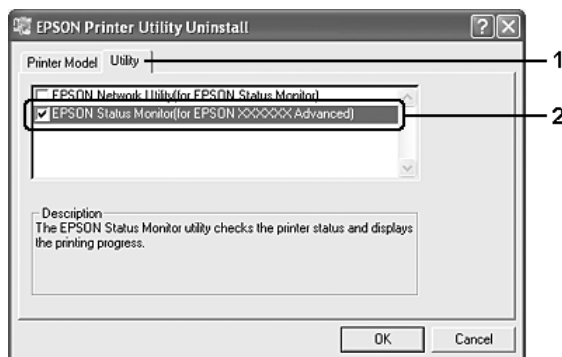 EPSON Printer Utility Uninstall
Printer Model Utility
1
EPSON Network Utility(for EPSON Status Monitor)
EPSON Status Monitor(for EPSON XXXXXX Advanced)
2
Description
The EPSON Status Monitor utility checks the printer status and displays
the printing progress.
OK Cancel